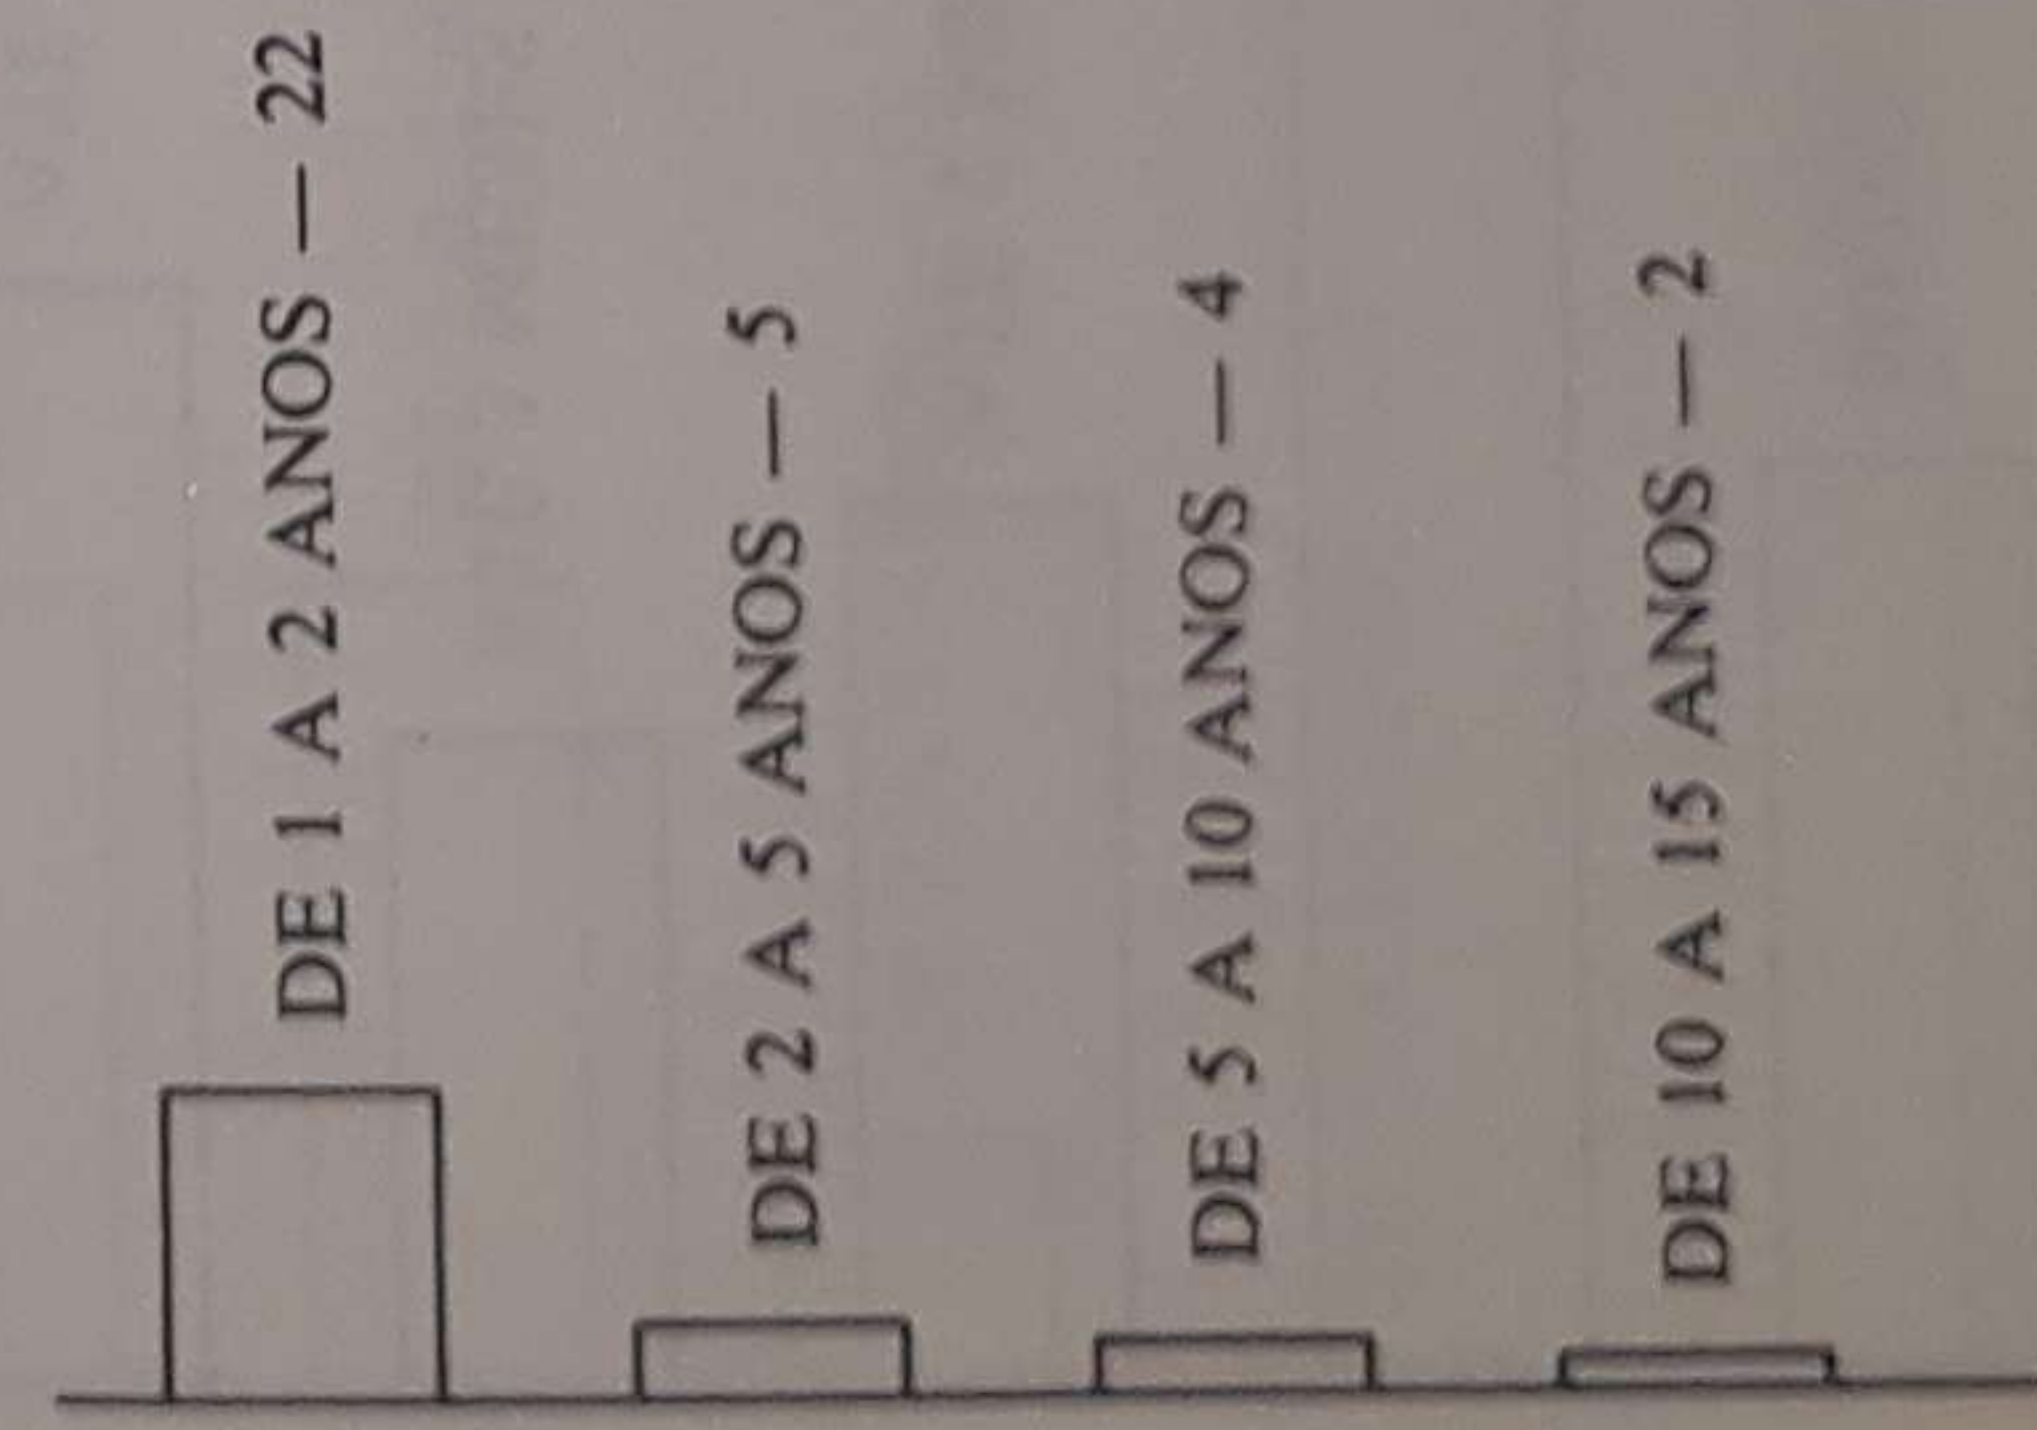 DE 1 A 2 ANOS — 22
DE 2 A 5 ANOS — 5
DE 5 A 10 ANOS — 4
DE 10 A 15 ANOS — 2